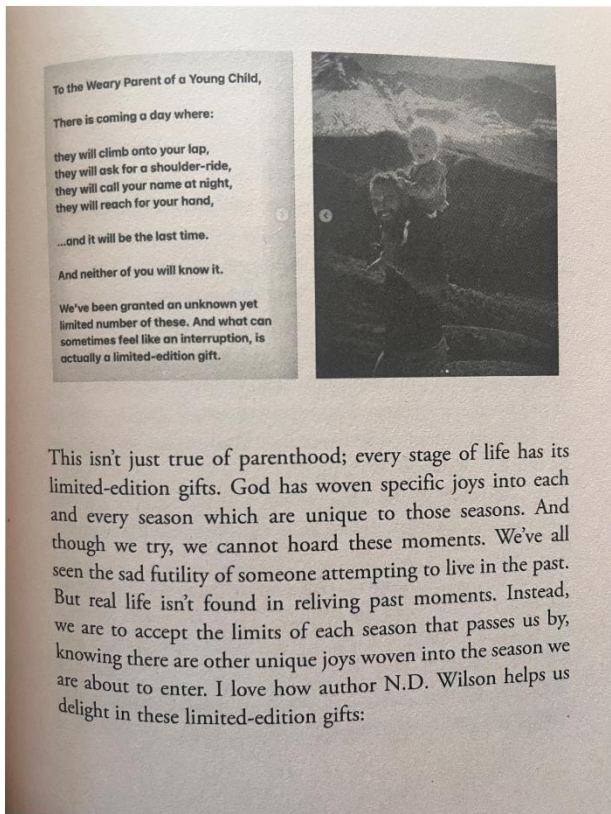 To the Weary Parent of a Young Child,
There is coming a day where:
they will climb onto your lap,
they will ask for a shoulder-ride,
they will call your name at night,
they will reach for your hand,
...and it will be the last time.
And neither of you will know it.
We've been granted an unknown yet
limited number of these. And what can
sometimes feel like an interruption, is
actually a limited-edition gift.
This isn't just true of parenthood; every stage of life has its
limited-edition gifts. God has woven specific joys into each
and every season which are unique to those seasons. And
though we try, we cannot hoard these moments. We've all
seen the sad futility of someone attempting to live in the past.
But real life isn't found in reliving past moments. Instead,
we are to accept the limits of each season that passes us by,
knowing there are other unique joys woven into the season we
are about to enter. I love how author N.D. Wilson helps us
delight in these limited-edition gifts: